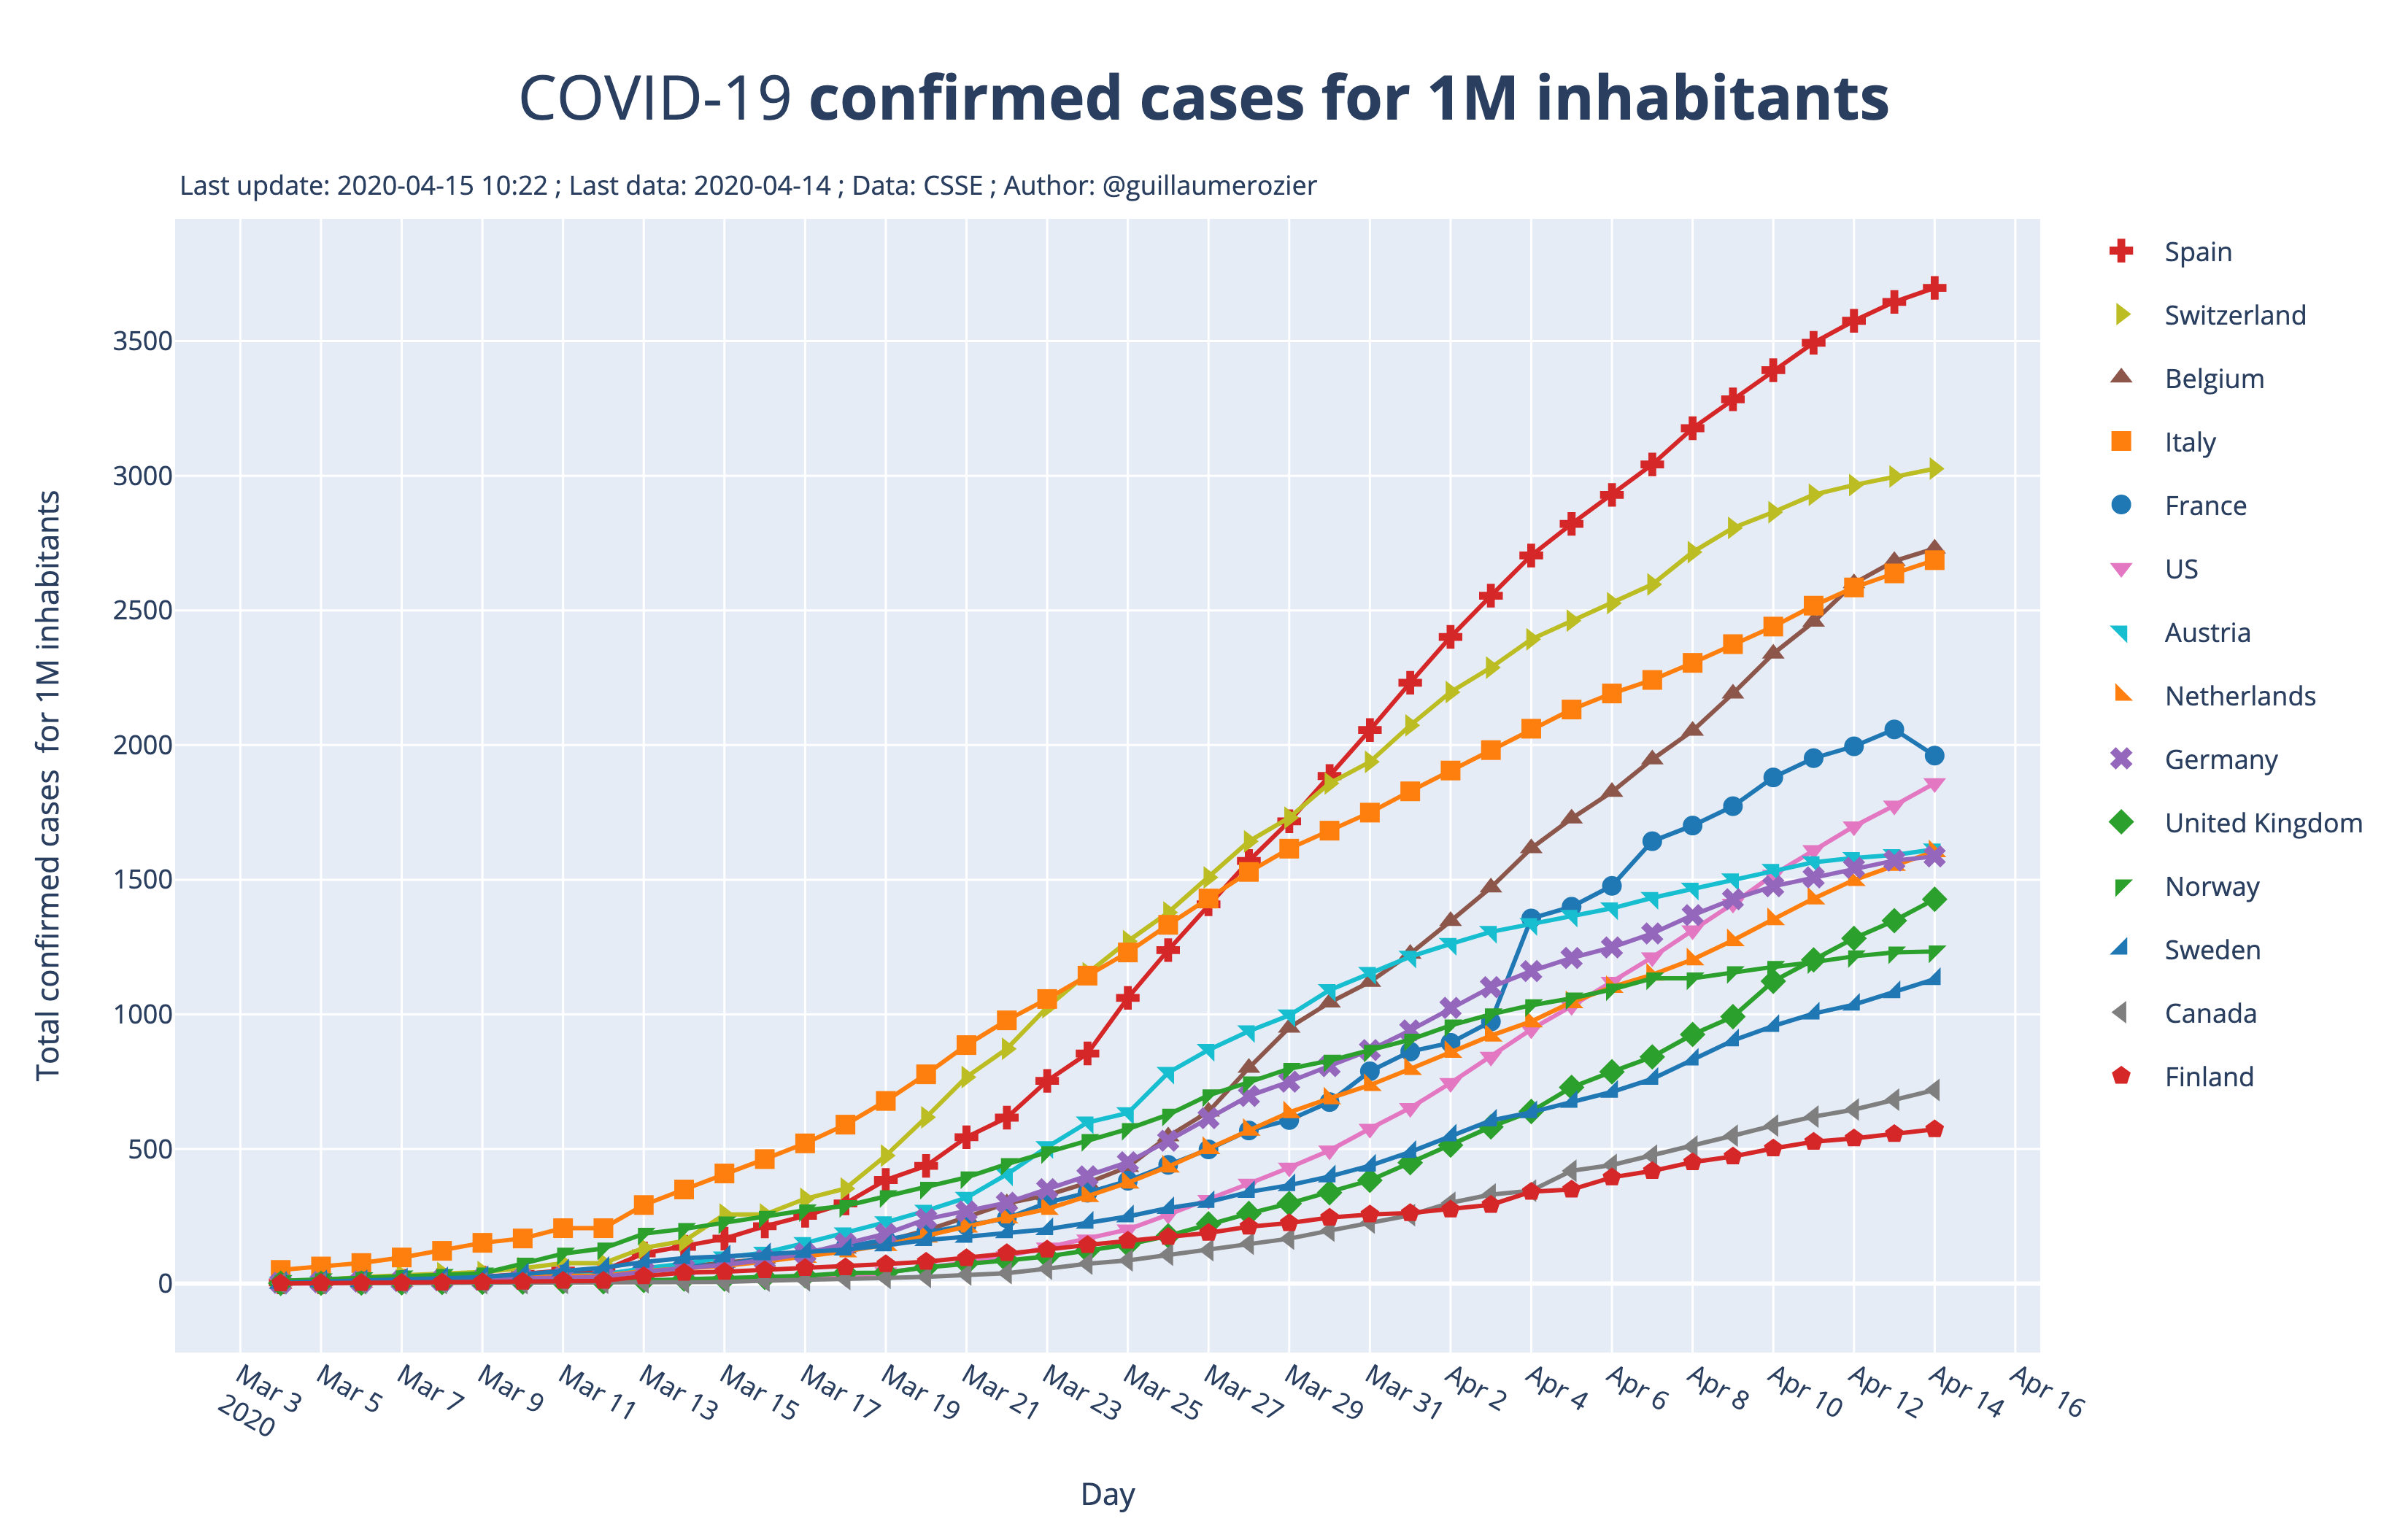 COVID-19 confirmed cases for 1M inhabitants
Last update: 2020-04-15 10:22 ; Last data: 2020-04-14 ; Data: CSSE ; Author: @guillaumerozier
Total confirmed cases for 1M inhabitants
3500
3000
2500
2000
1500
1000
500
0
Mar 3
2020
Mar 5
Mar 7
Mar 9
Mar 11
Mar 13
Mar 15
Mar 17
Mar 19
Mar 21
Mar 23
Mar 25
Mar 27
Mar 29
Mar 31
Apr 2
Apr 4
Apr 6
Apr 8
Apr 10
Apr 12
Apr 14
Apr 16
Day
Spain
Switzerland
Belgium
Italy
France
US
Austria
Netherlands
Germany
United Kingdom
Norway
Sweden
Canada
Finland